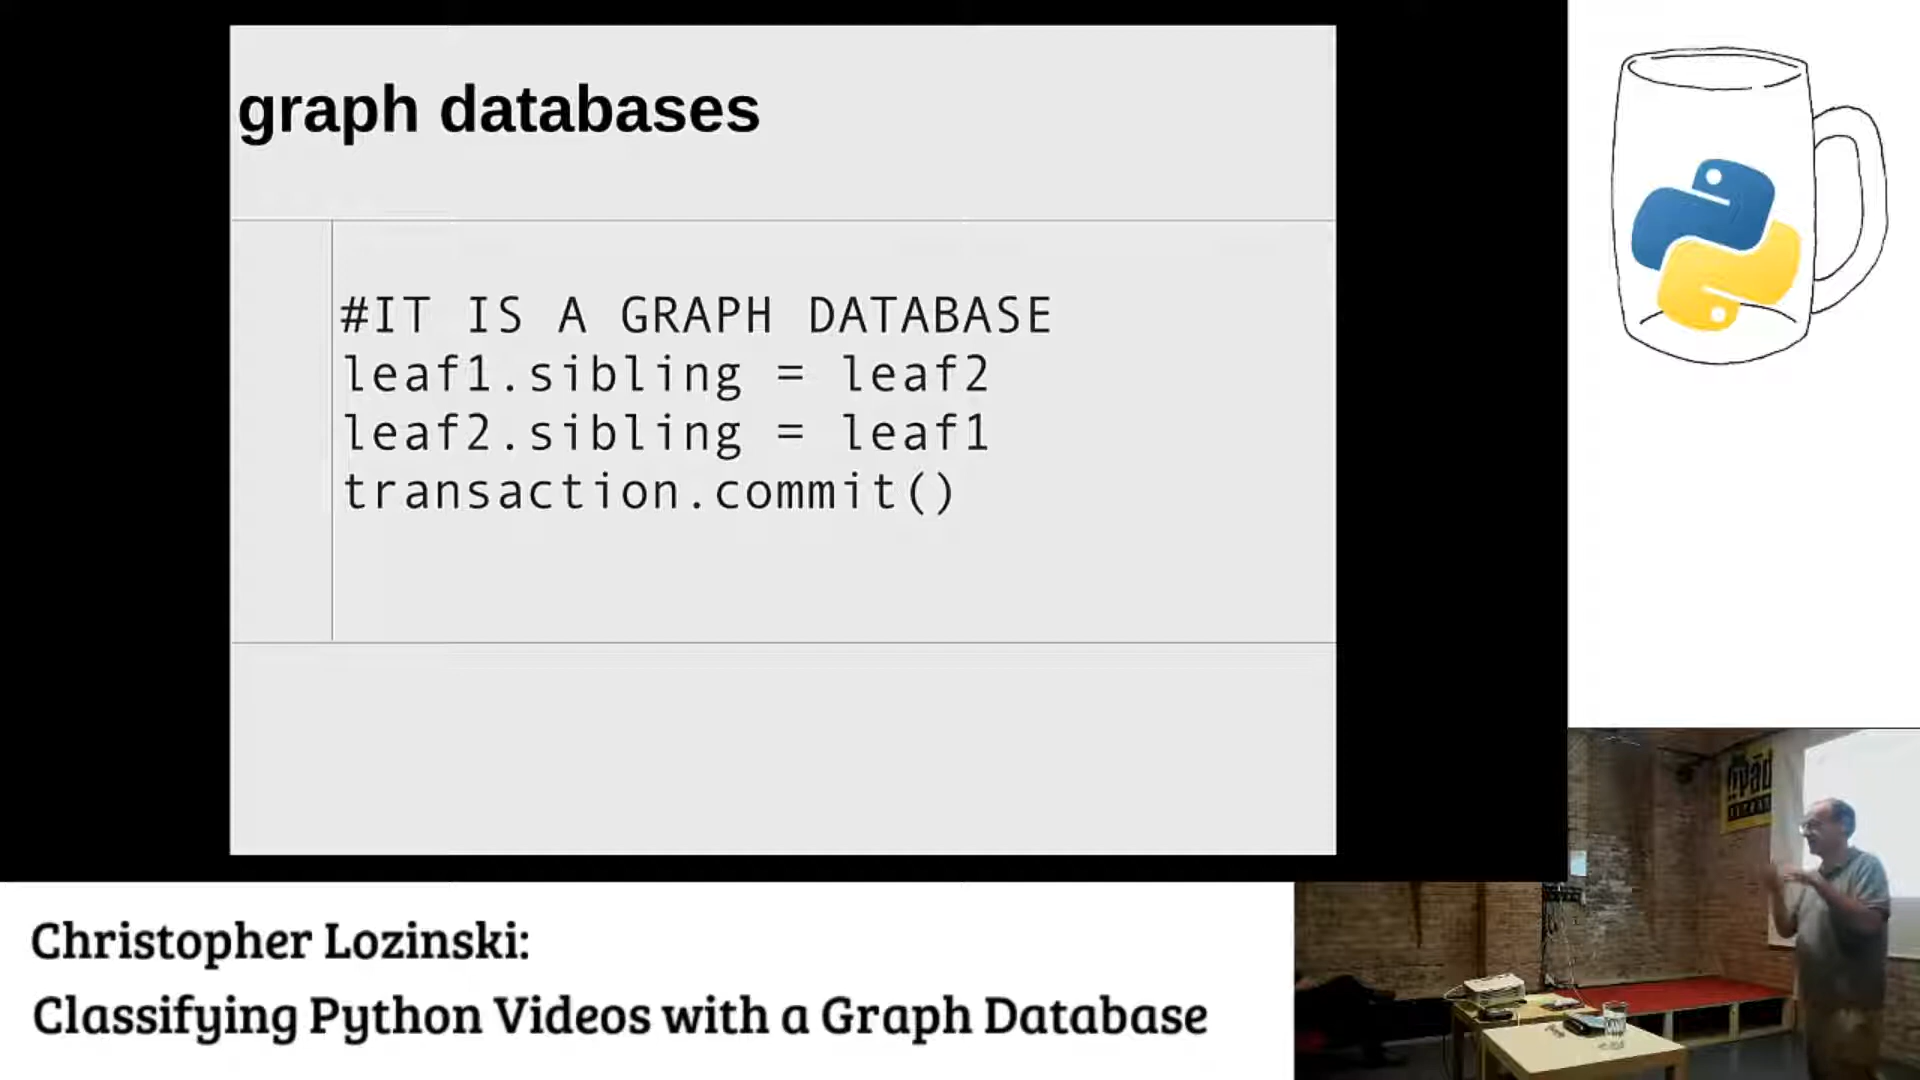 graph databases
#IT IS A GRAPH DATABASE
leaf1.sibling = leaf2
leaf2.sibling = leaf1
transaction.commit()
Christopher Lozinski:
Classifying Python Videos with a Graph Database